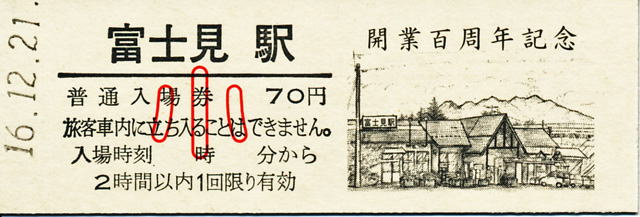 16.12.21.
富士見駅
普通入場券 70円
小
旅客車内に立ち入ることはできません。
入場時刻 時 分から
2時間以内1回限り有効
開業百周年記念
富士見駅